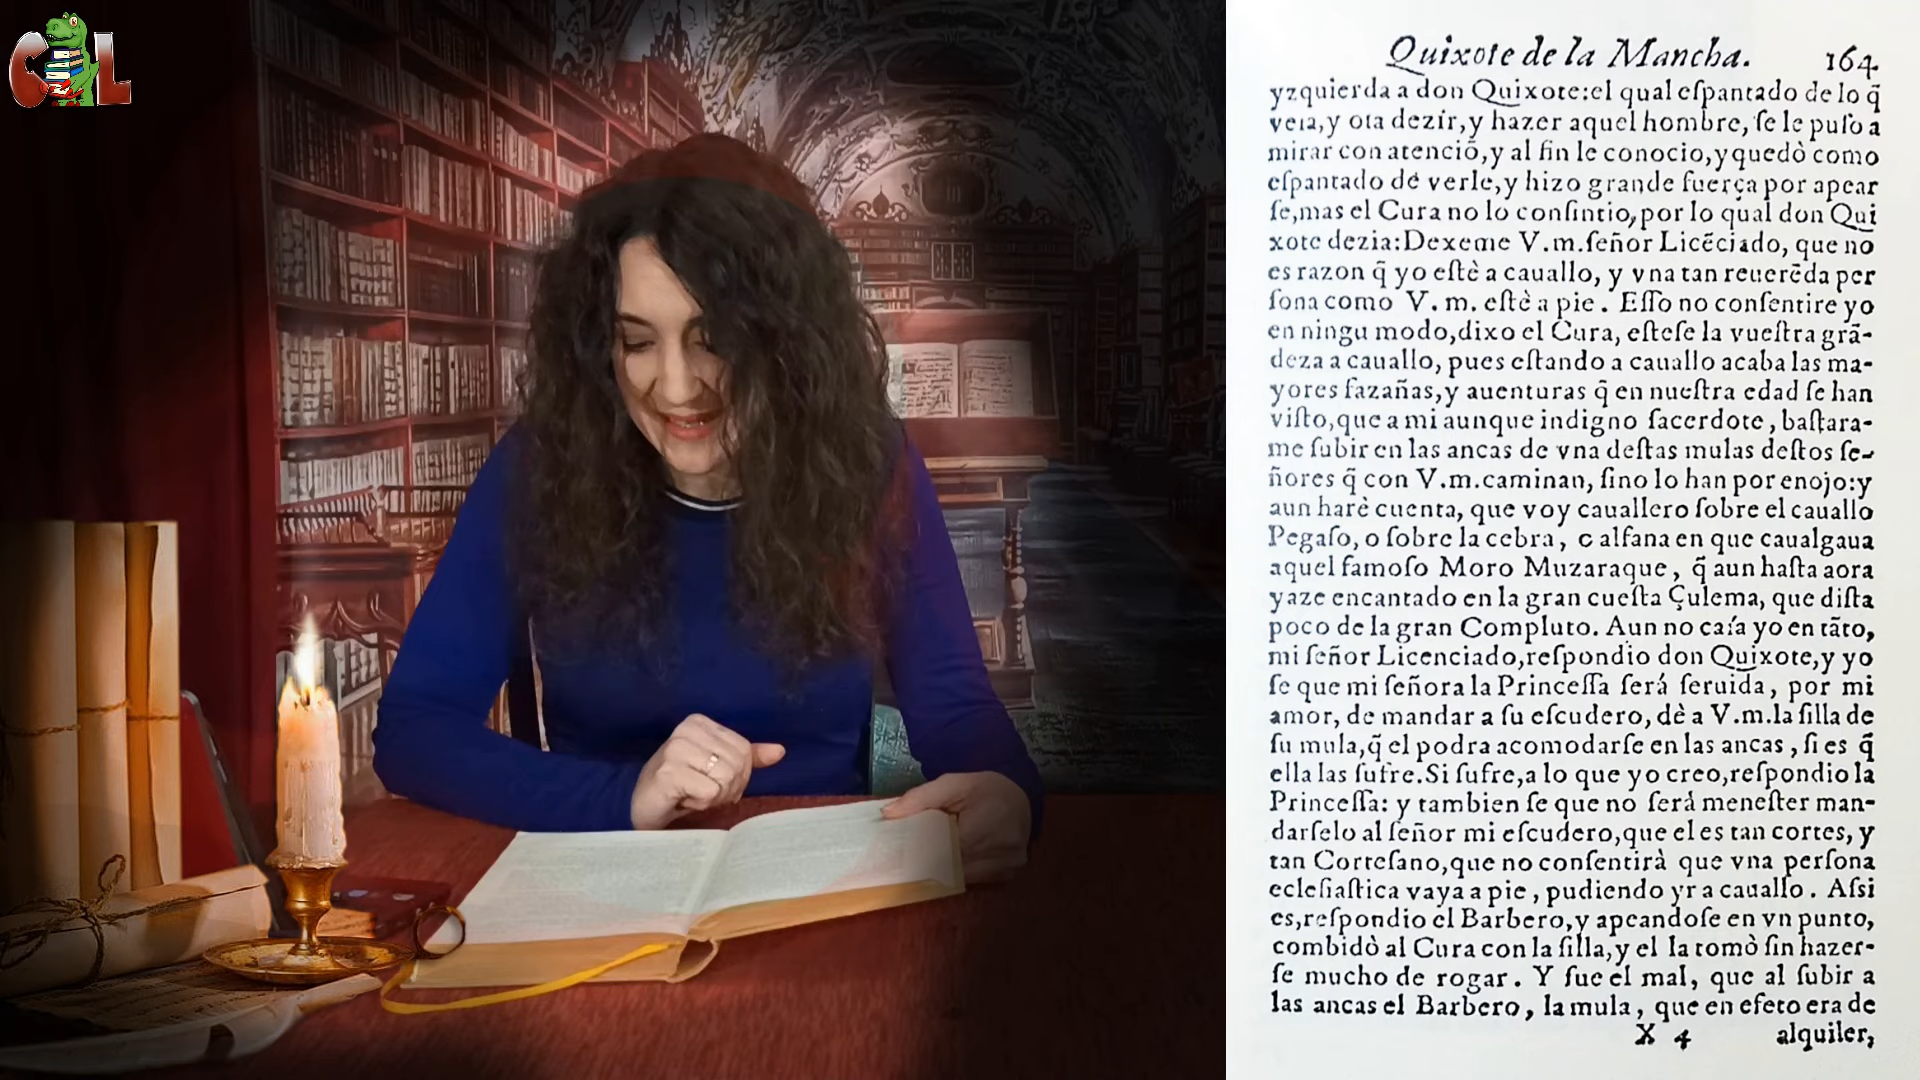 C L
Quixote de la Mancha. 164
yzquierda a don Quixote:el qual eſpantado de lo q̃
veia,y oia dezir,y hazer aquel hombre, ſe le puſo a
mirar con atenciõ,y al fin le conocio,y quedò como
eſpantado de verle,y hizo grande fuerça por apear
ſe,mas el Cura no lo conſintio,por lo qual don Qui
xote dezia:Dexeme V.m.ſeñor Licẽciado, que no
es razon q̃ yo eſtè a cauallo, y vna tan reuerẽda per
ſona como V. m. eſtè a pie. Eſſo no conſentire yo
en ningu modo,dixo el Cura, eſteſe la vueſtra grã-
deza a cauallo, pues eſtando a cauallo acaba las ma-
yores fazañas,y auenturas q̃ en nueſtra edad ſe han
viſto,que a mi aunque indigno ſacerdote, baſtara-
me ſubir en las ancas de vna deſtas mulas deſtos ſe-
ñores q̃ con V.m.caminan, ſino lo han por enojo:y
aun harè cuenta, que voy cauallero ſobre el cauallo
Pegaſo, o ſobre la cebra, o alfana en que caualgaua
aquel famoſo Moro Muzaraque, q̃ aun haſta aora
yaze encantado en la gran cueſta Çulema, que diſta
poco de la gran Compluto. Aun no caía yo en tãto,
mi ſeñor Licenciado,reſpondio don Quixote,y yo
ſe que mi ſeñora la Princeſſa ſerá ſeruida, por mi
amor, de mandar a ſu eſcudero, dè a V.m.la ſilla de
ſu mula,q̃ el podra acomodarſe en las ancas, ſi es q̃
ella las ſufre.Si ſufre,a lo que yo creo,reſpondio la
Princeſſa: y tambien ſe que no ſerá meneſter man-
darſelo al ſeñor mi eſcudero,que el es tan cortes, y
tan Corteſano,que no conſentirà que vna perſona
ecleſiaſtica vaya a pie, pudiendo yr a cauallo. Aſsi
es,reſpondio el Barbero,y apeandoſe en vn punto,
combidò al Cura con la ſilla,y el la tomò ſin hazer-
ſe mucho de rogar. Y fue el mal, que al ſubir a
las ancas el Barbero, la mula, que en efeto era de
X 4 alquiler,